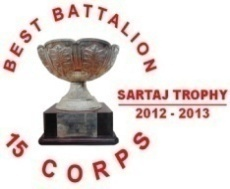 BEST BATTALION
SARTAJ TROPHY
2012 - 2013
15 CORPS